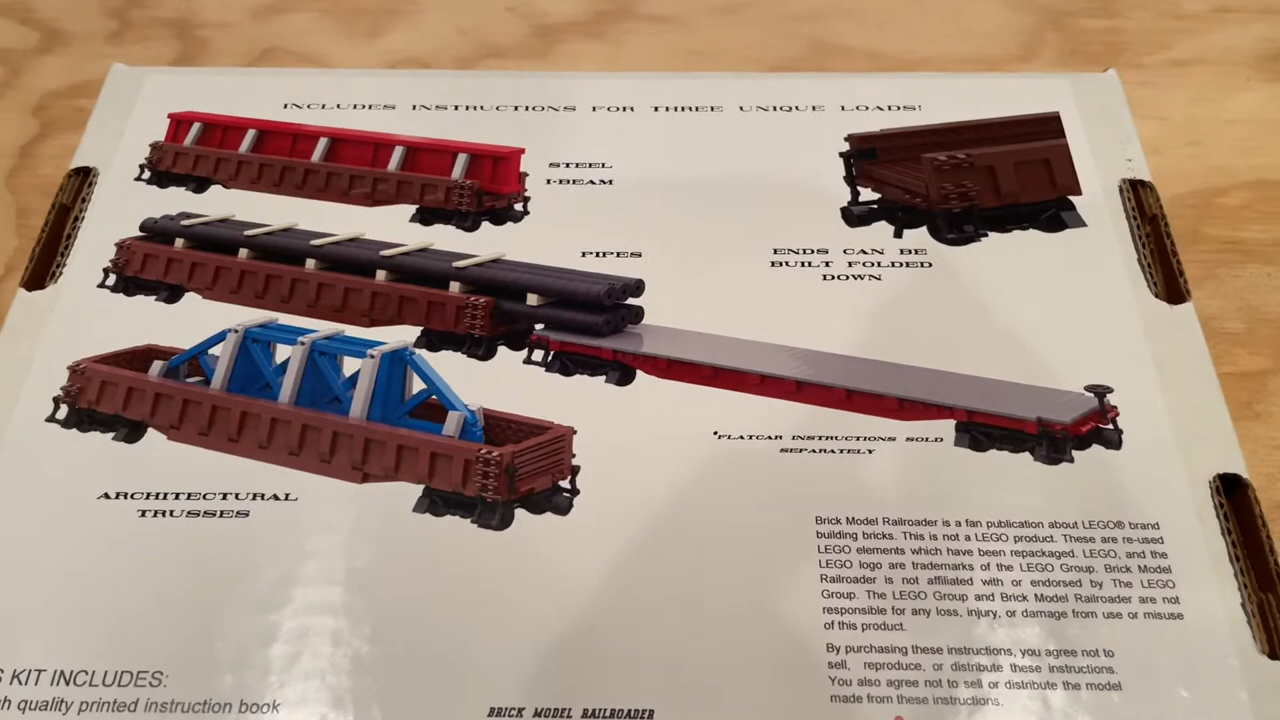 INCLUDES INSTRUCTIONS FOR THREE UNIQUE LOADS!
STEEL
I-BEAM
PIPES
ENDS CAN BE
BUILT FOLDED
DOWN
*FLATCAR INSTRUCTIONS SOLD
SEPARATELY
ARCHITECTURAL
TRUSSES
Brick Model Railroader is a fan publication about LEGO® brand
building bricks. This is not a LEGO product. These are re-used
LEGO elements which have been repackaged. LEGO, and the
LEGO logo are trademarks of the LEGO Group. Brick Model
Railroader is not affiliated with or endorsed by The LEGO
Group. The LEGO Group and Brick Model Railroader are not
responsible for any loss, injury, or damage from use or misuse
of this product.
By purchasing these instructions, you agree not to
sell, reproduce, or distribute these instructions.
You also agree not to sell or distribute the model
made from these instructions.
KIT INCLUDES:
quality printed instruction book
BRICK MODEL RAILROADER